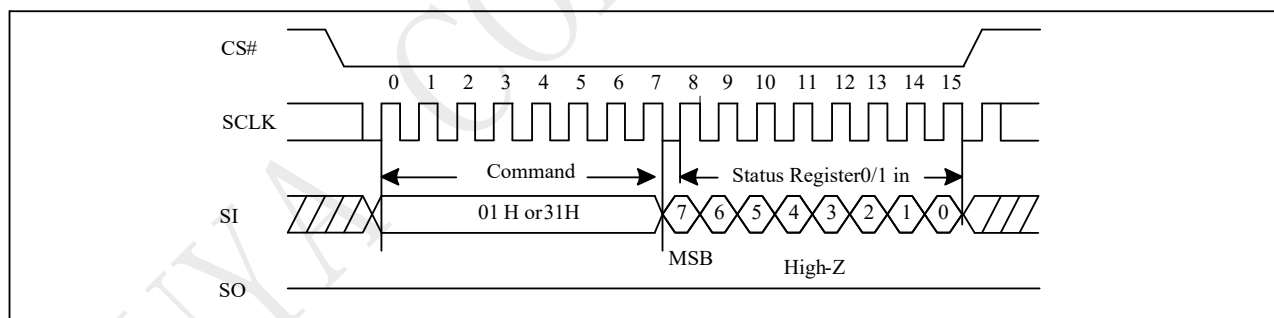 CS#
0 1 2 3 4 5 6 7 8 9 10 11 12 13 14 15
SCLK
Command Status Register0/1 in
SI 01 H or31H 7 6 5 4 3 2 1 0
MSB High-Z
SO